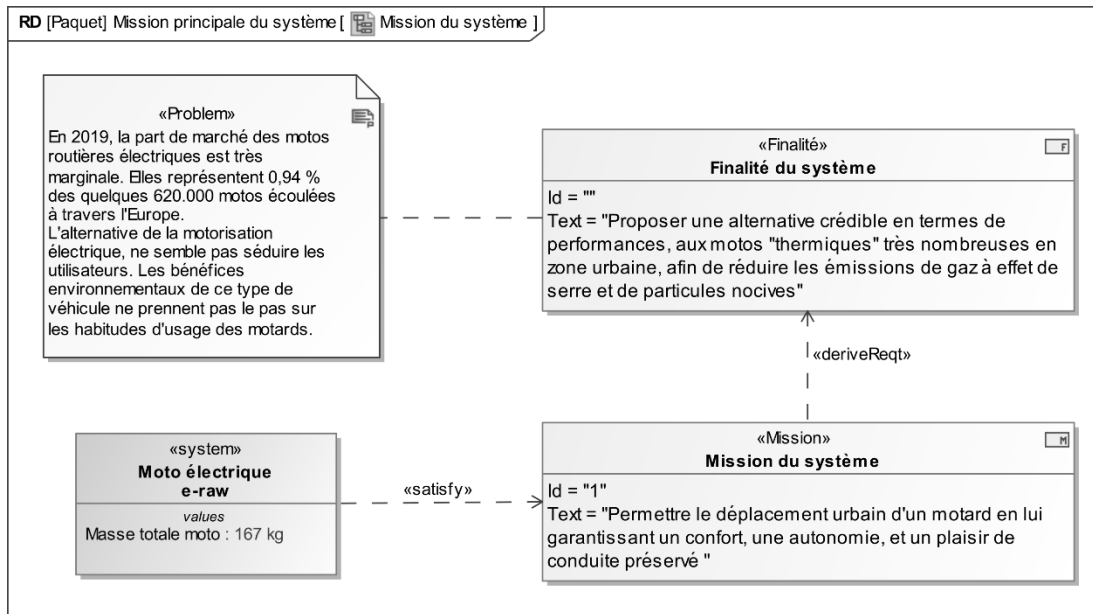 RD [Paquet] Mission principale du système [ Mission du système ]
«Problem»
En 2019, la part de marché des motos
routières électriques est très
marginale. Elles représentent 0,94 %
des quelques 620.000 motos écoulées
à travers l'Europe.
L'alternative de la motorisation
électrique, ne semble pas séduire les
utilisateurs. Les bénéfices
environnementaux de ce type de
véhicule ne prennent pas le pas sur
les habitudes d'usage des motards.
«Finalité»
F
Finalité du système
Id = ""
Text = "Proposer une alternative crédible en termes de
performances, aux motos "thermiques" très nombreuses en
zone urbaine, afin de réduire les émissions de gaz à effet de
serre et de particules nocives"
«deriveReqt»
«system»
Moto électrique
e-raw
values
Masse totale moto : 167 kg
«satisfy»
«Mission»
M
Mission du système
Id = "1"
Text = "Permettre le déplacement urbain d'un motard en lui
garantissant un confort, une autonomie, et un plaisir de
conduite préservé "